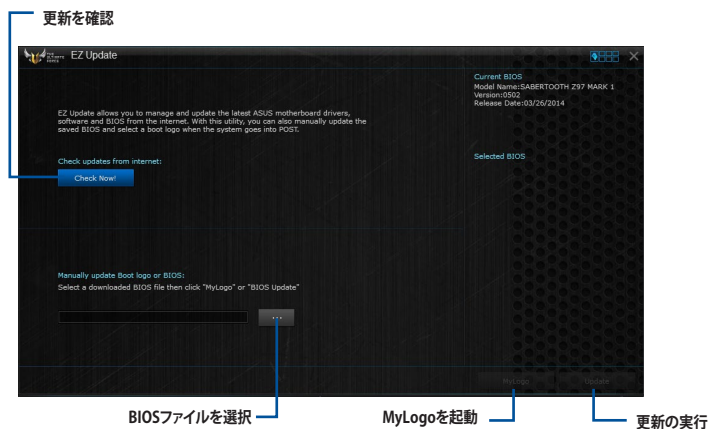 更新を確認
THE ULTIMATE FORCE
EZ Update
Current BIOS
Model Name:SABERTOOTH Z97 MARK 1
Version:0502
Release Date:03/26/2014
EZ Update allows you to manage and update the latest ASUS motherboard drivers,
software and BIOS from the internet. With this utility, you can also manually update the
saved BIOS and select a boot logo when the system goes into POST.
Check updates from internet:
Selected BIOS
Check Now!
Manually update Boot logo or BIOS:
Select a downloaded BIOS file then click "MyLogo" or "BIOS Update"
...
MyLogo
Update
BIOSファイルを選択
MyLogoを起動
更新の実行